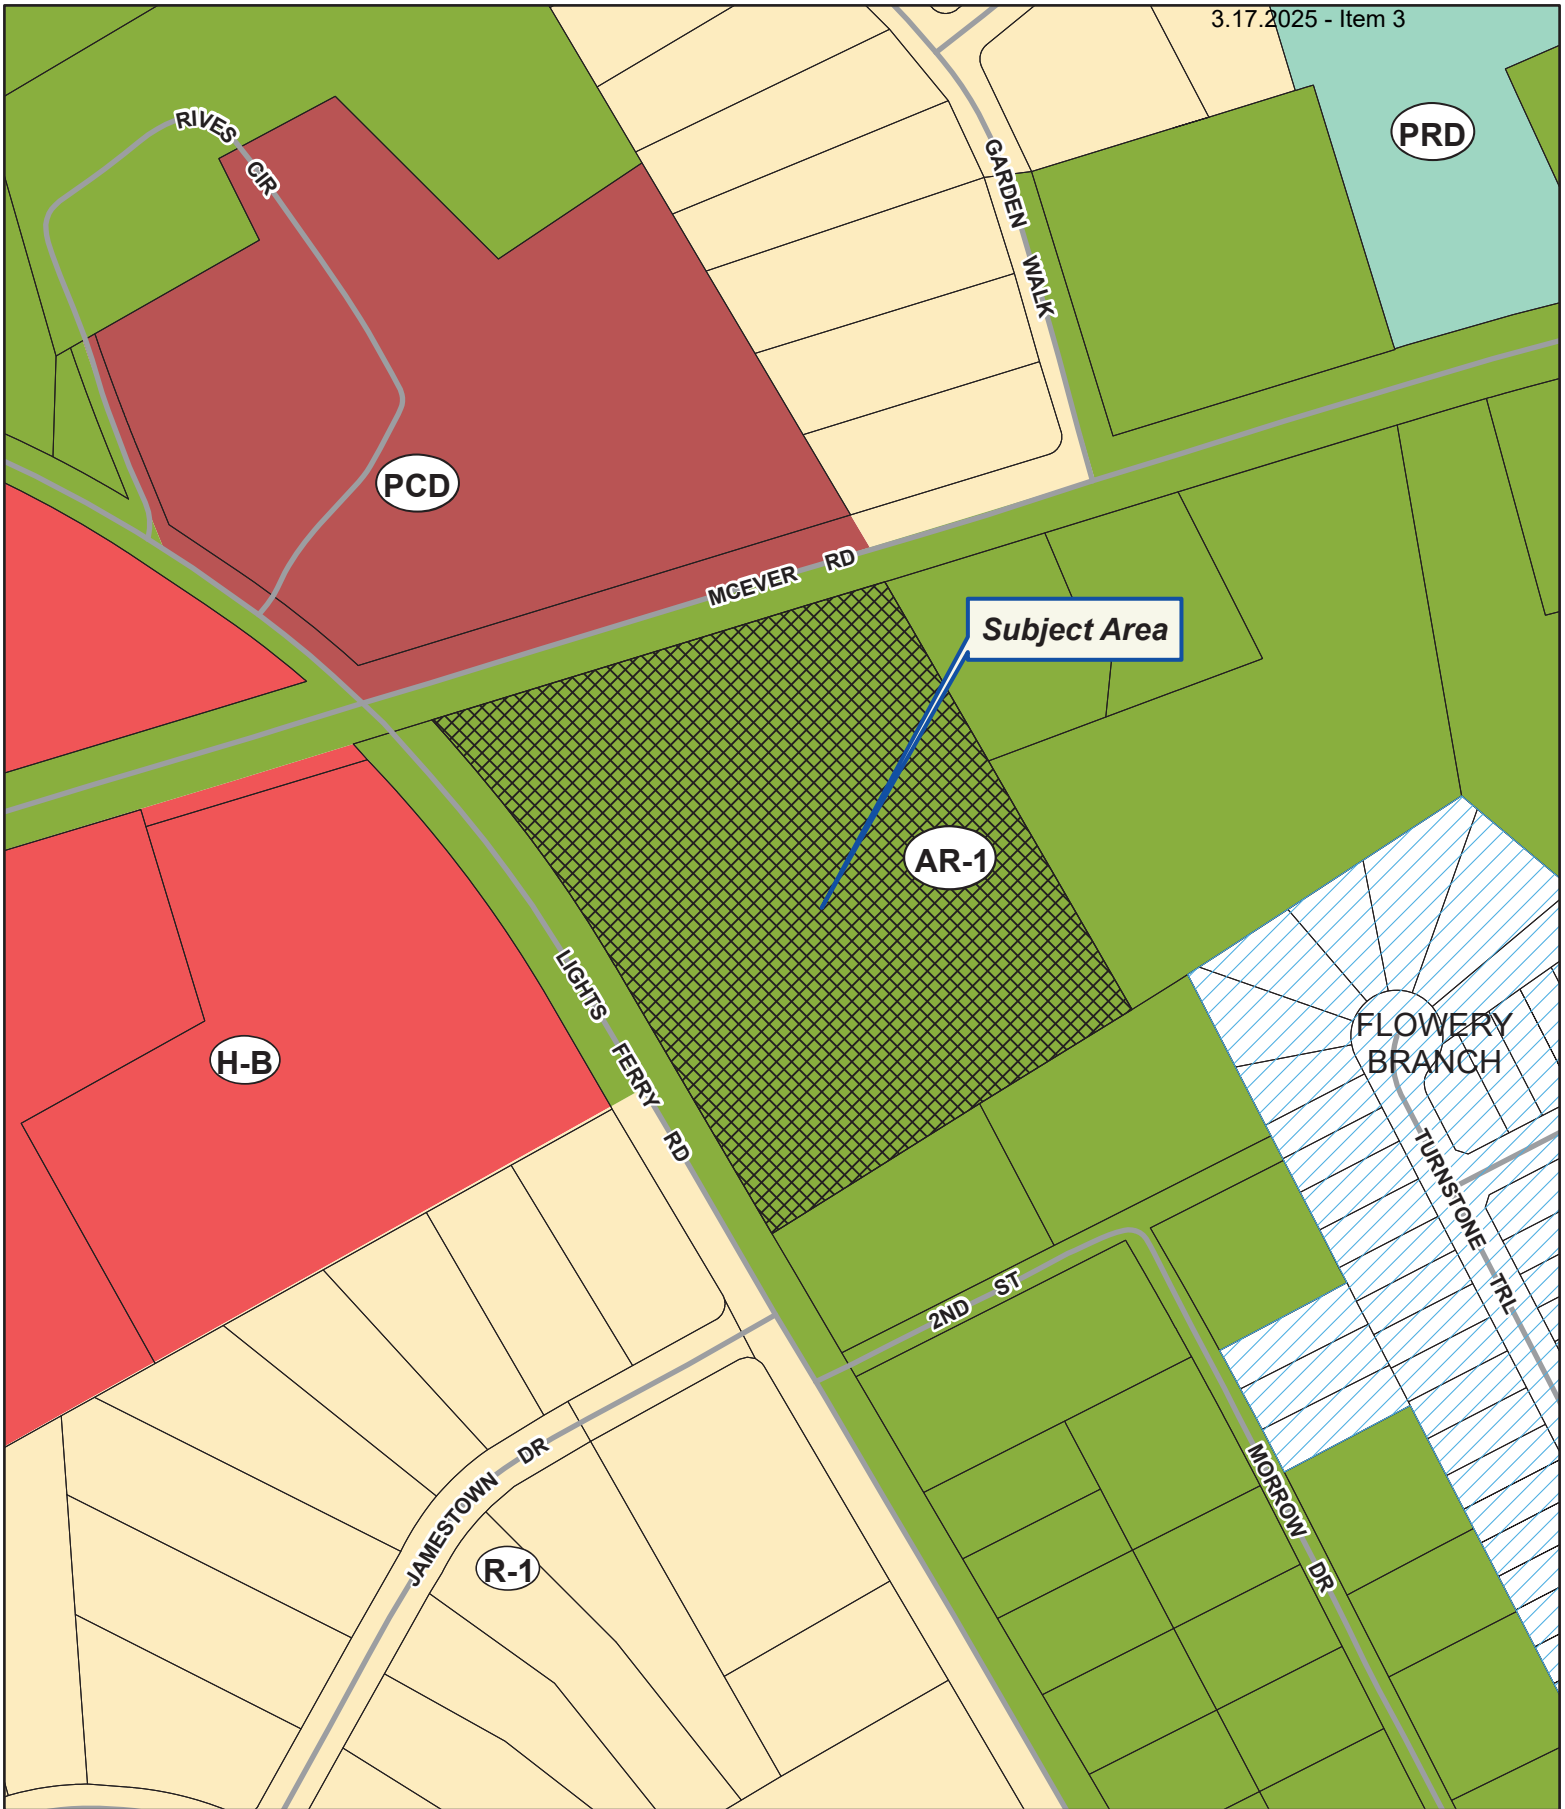 3.17.2025 - Item 3
RIVES CIR
PRD
GARDEN WALK
PCD
MCEVER RD
Subject Area
AR-1
LIGHTS FERRY RD
FLOWERY
BRANCH
H-B
TURNSTONE TRL
2ND ST
JAMESTOWN DR
MORROW DR
R-1